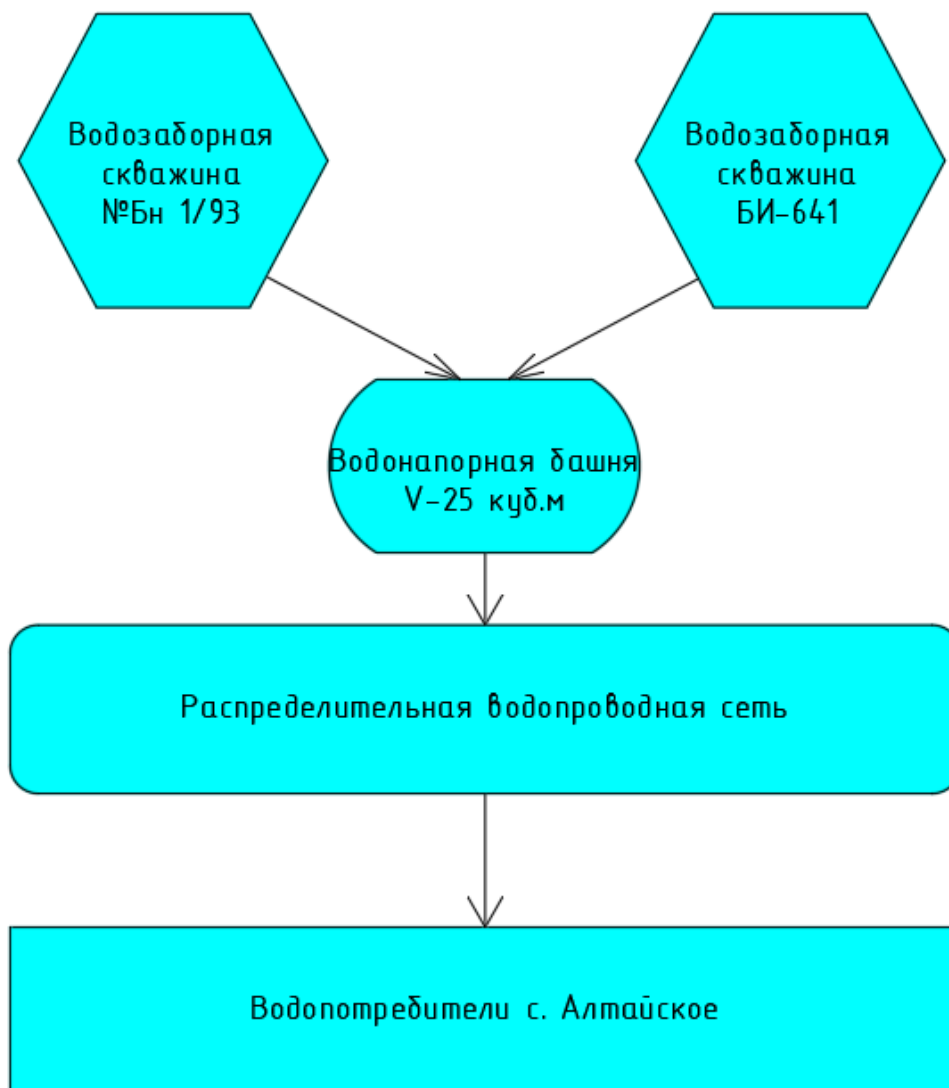 Водозаборная
скважина
№Бн 1/93
Водозаборная
скважина
БИ-641
Водонапорная башня
V-25 куб.м
Распределительная водопроводная сеть
Водопотребители с. Алтайское